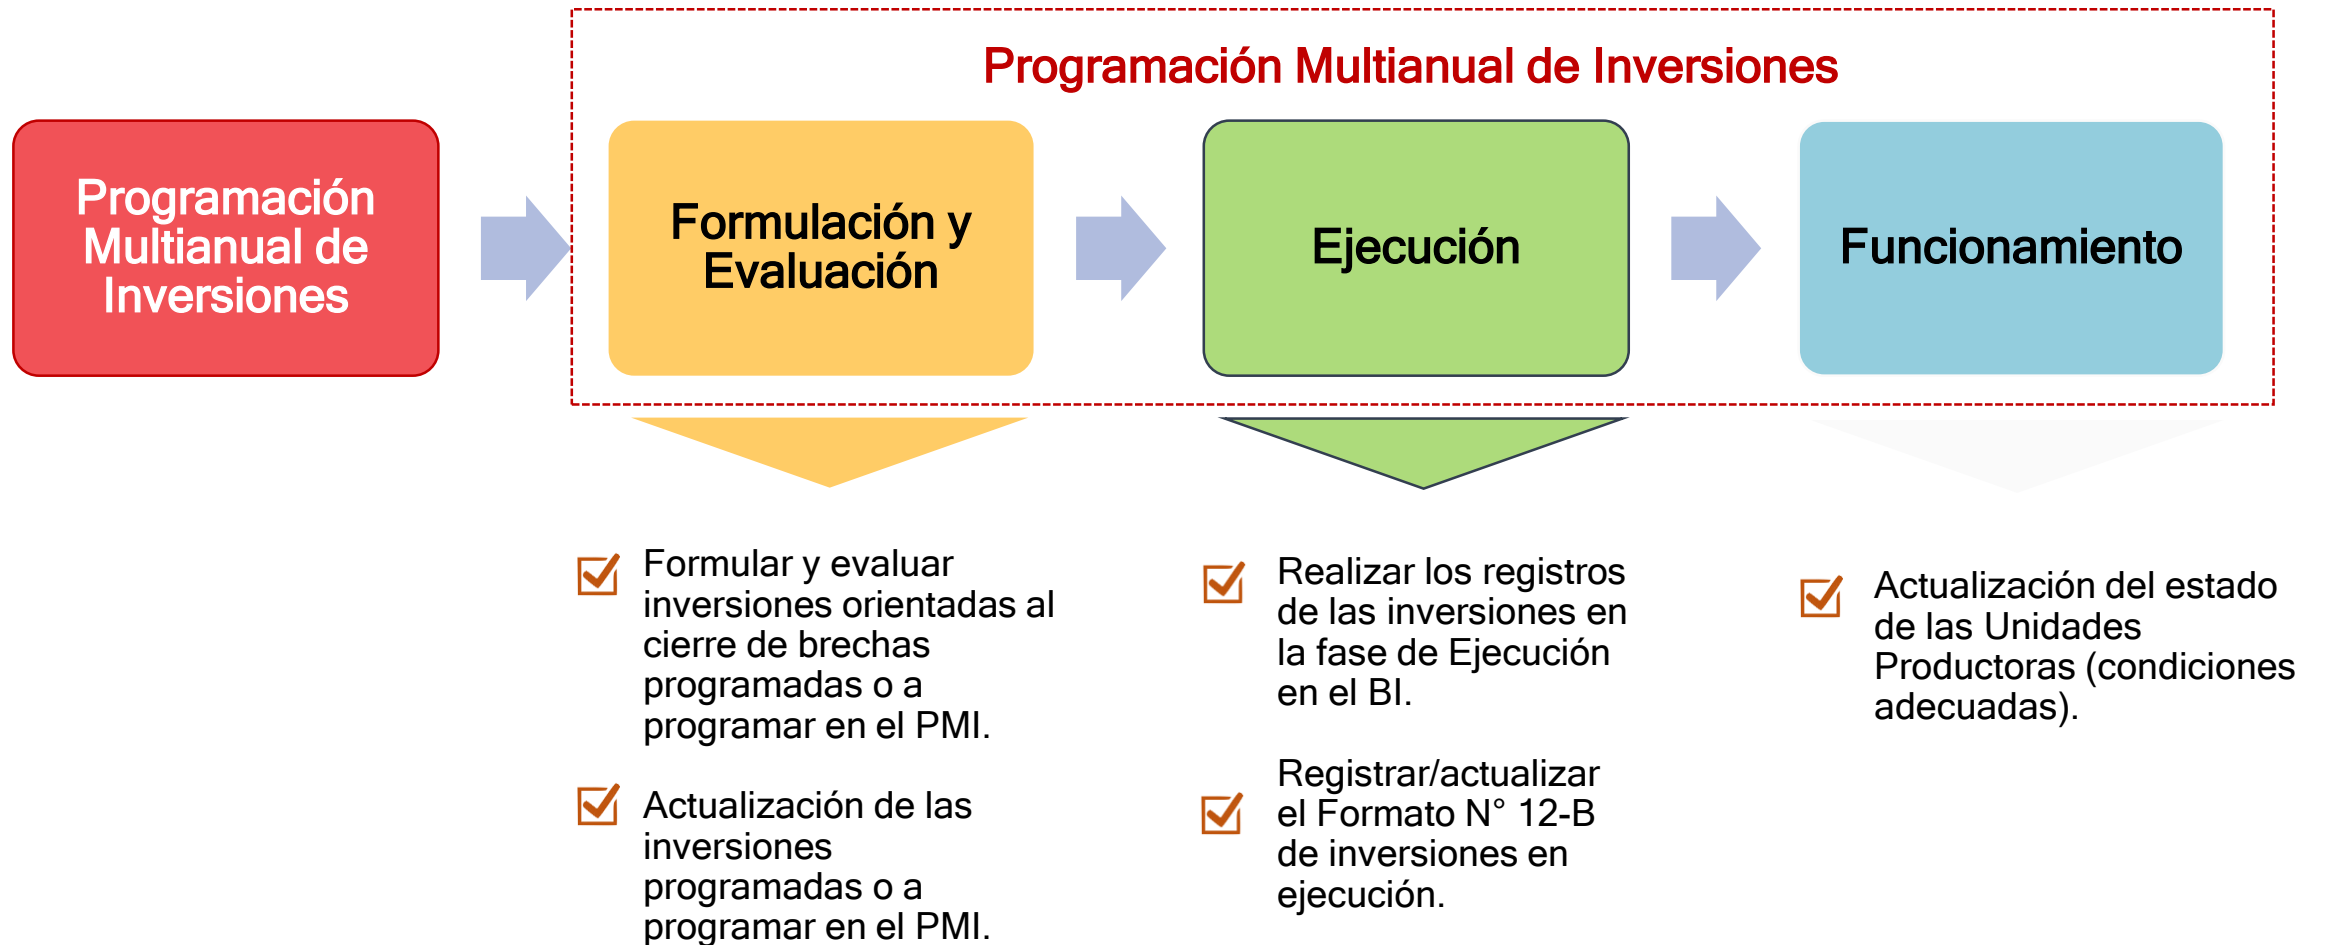 Programación Multianual de Inversiones
Programación
Multianual de
Inversiones
Formulación y
Evaluación
Ejecución
Funcionamiento
Formular y evaluar
inversiones orientadas al
cierre de brechas
programadas o a
programar en el PMI.
Actualización de las
inversiones
programadas o a
programar en el PMI.
Realizar los registros
de las inversiones en
la fase de Ejecución
en el BI.
Registrar/actualizar
el Formato N° 12-B
de inversiones en
ejecución.
Actualización del estado
de las Unidades
Productoras (condiciones
adecuadas).